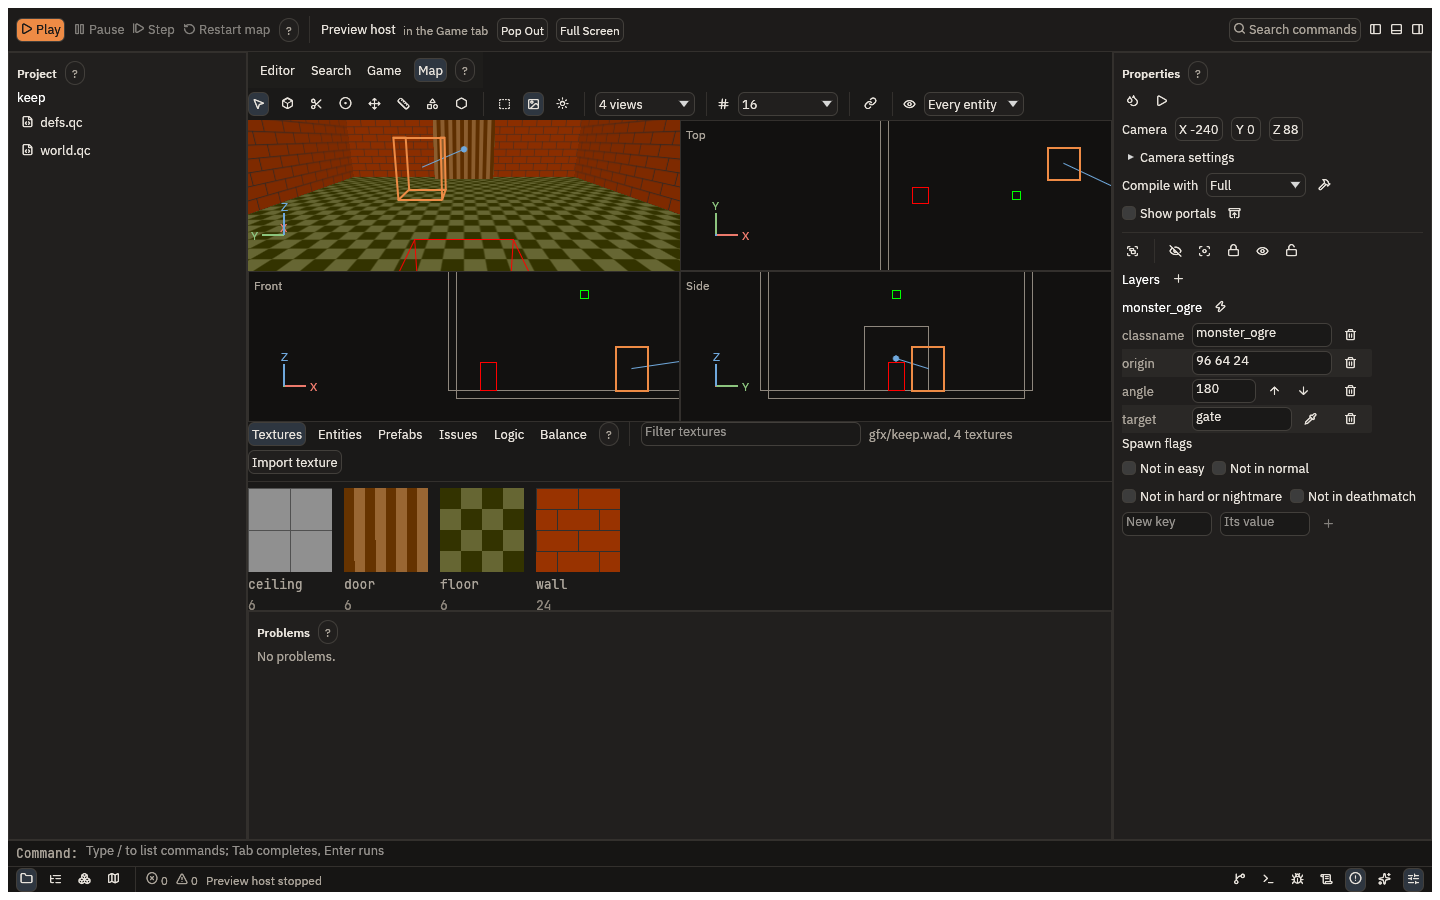 Play Pause Step Restart map ? Preview host in the Game tab Pop Out Full Screen Search commands
Project ?
keep
defs.qc
world.qc
Editor Search Game Map ?
4 views # 16 Every entity
Z
Y X
Top
Y
X
Front
Z
X
Side
Z
Y
Textures Entities Prefabs Issues Logic Balance ? Filter textures gfx/keep.wad, 4 textures
Import texture
ceiling door floor wall
6 6 6 24
Problems ?
No problems.
Properties ?
Camera X -240 Y 0 Z 88
Camera settings
Compile with Full
Show portals
Layers +
monster_ogre
classname monster_ogre
origin 96 64 24
angle 180
target gate
Spawn flags
Not in easy Not in normal
Not in hard or nightmare Not in deathmatch
New key Its value +
Command: Type / to list commands; Tab completes, Enter runs
0 0 Preview host stopped